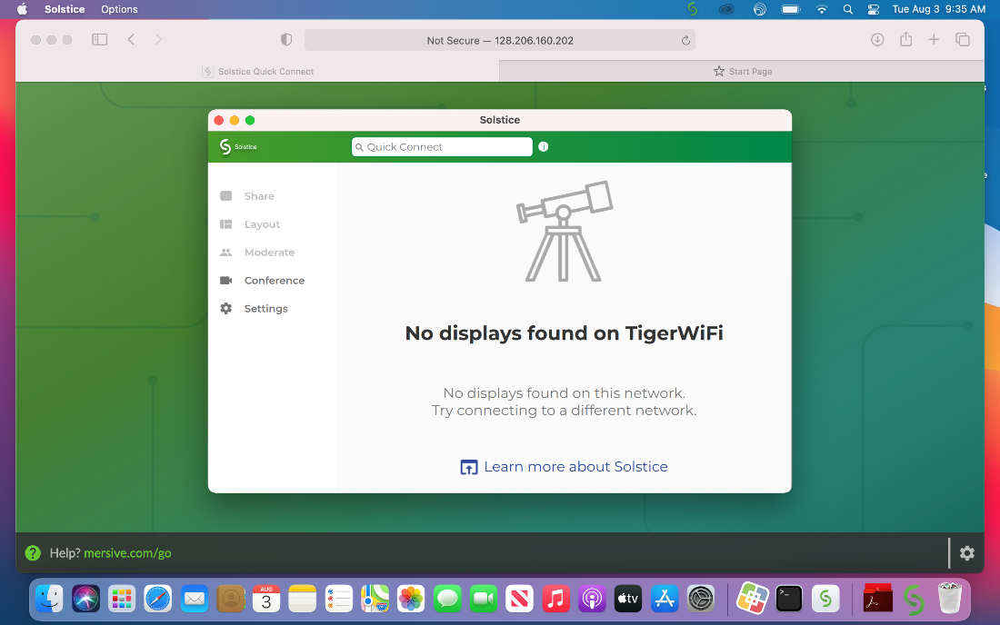 Solstice Options Tue Aug 3 9:35 AM
Not Secure — 128.206.160.202
Solstice Quick Connect
Start Page
Solstice
Solstice
Quick Connect
i
Share
Layout
Moderate
Conference
Settings
No displays found on TigerWiFi
No displays found on this network.
Try connecting to a different network.
Learn more about Solstice
? Help? mersive.com/go
AUG
3
tv